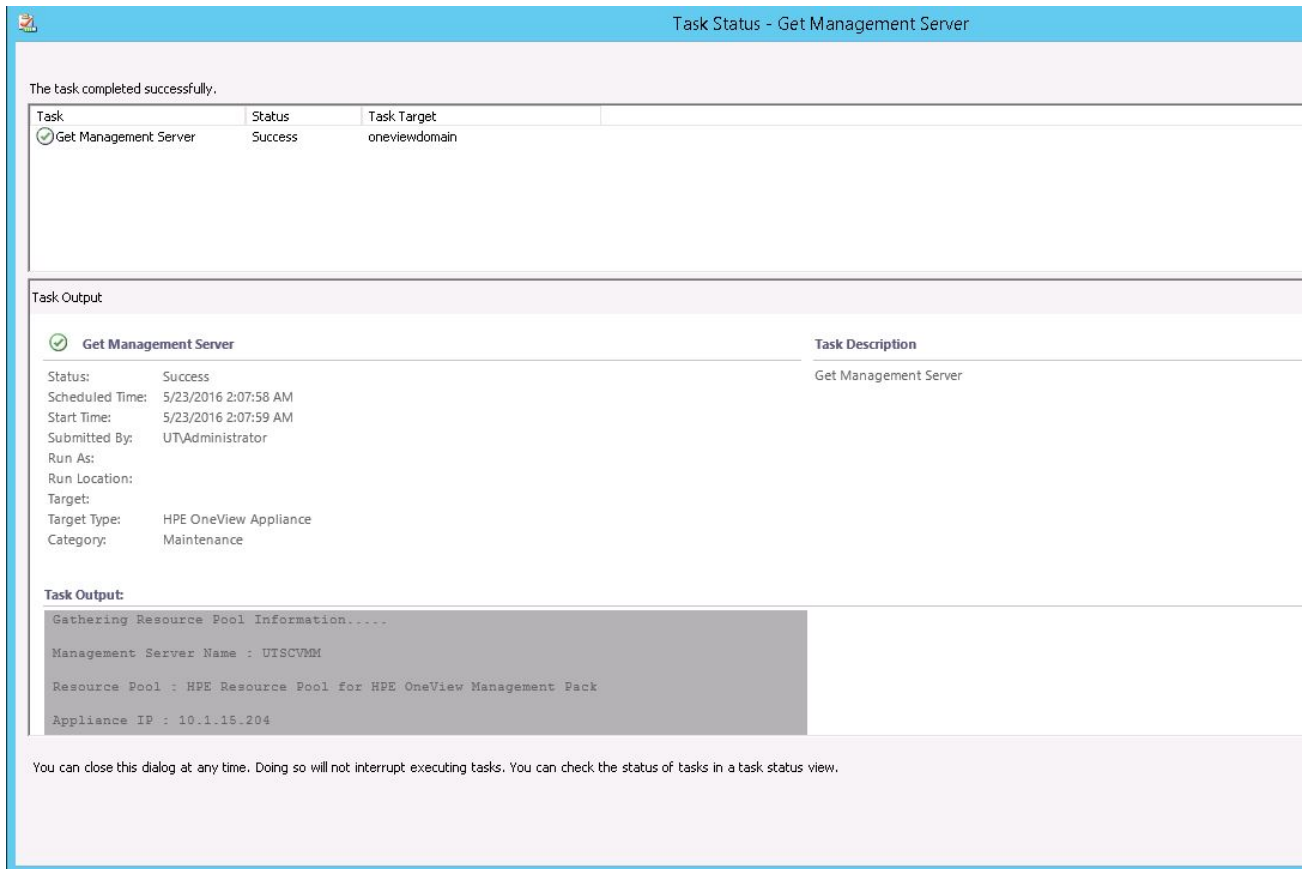 Task Status - Get Management Server
The task completed successfully.
Task Status Task Target
Get Management Server Success oneviewdomain
Task Output
Get Management Server
Task Description
Status: Success
Get Management Server
Scheduled Time: 5/23/2016 2:07:58 AM
Start Time: 5/23/2016 2:07:59 AM
Submitted By: UT\Administrator
Run As:
Run Location:
Target:
Target Type: HPE OneView Appliance
Category: Maintenance
Task Output:
Gathering Resource Pool Information.....
Management Server Name : UTSCVMM
Resource Pool : HPE Resource Pool for HPE OneView Management Pack
Appliance IP : 10.1.15.204
You can close this dialog at any time. Doing so will not interrupt executing tasks. You can check the status of tasks in a task status view.